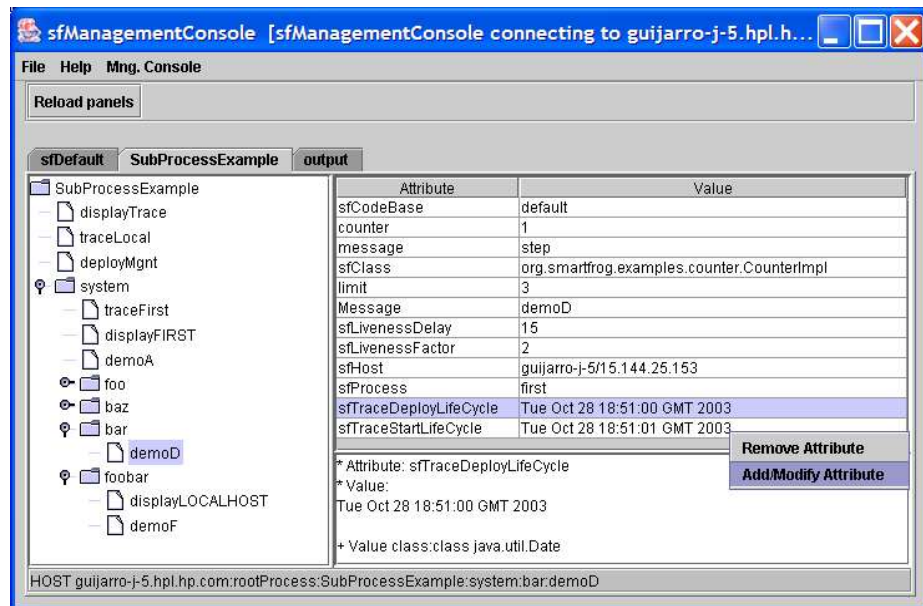 sfManagementConsole [sfManagementConsole connecting to guijarro-j-5.hpl.h...
File Help Mng. Console
Reload panels
sfDefault SubProcessExample output
SubProcessExample
displayTrace
traceLocal
deployMgnt
system
traceFirst
displayFIRST
demoA
foo
baz
bar
demoD
foobar
displayLOCALHOST
demoF
Attribute Value
sfCodeBase default
counter 1
message step
sfClass org.smartfrog.examples.counter.CounterImpl
limit 3
Message demoD
sfLivenessDelay 15
sfLivenessFactor 2
sfHost guijarro-j-5/15.144.25.153
sfProcess first
sfTraceDeployLifeCycle Tue Oct 28 18:51:00 GMT 2003
sfTraceStartLifeCycle Tue Oct 28 18:51:01 GMT 2003
Remove Attribute
Add/Modify Attribute
* Attribute: sfTraceDeployLifeCycle
* Value:
Tue Oct 28 18:51:00 GMT 2003
+ Value class:class java.util.Date
HOST guijarro-j-5.hpl.hp.com:rootProcess:SubProcessExample:system:bar:demoD